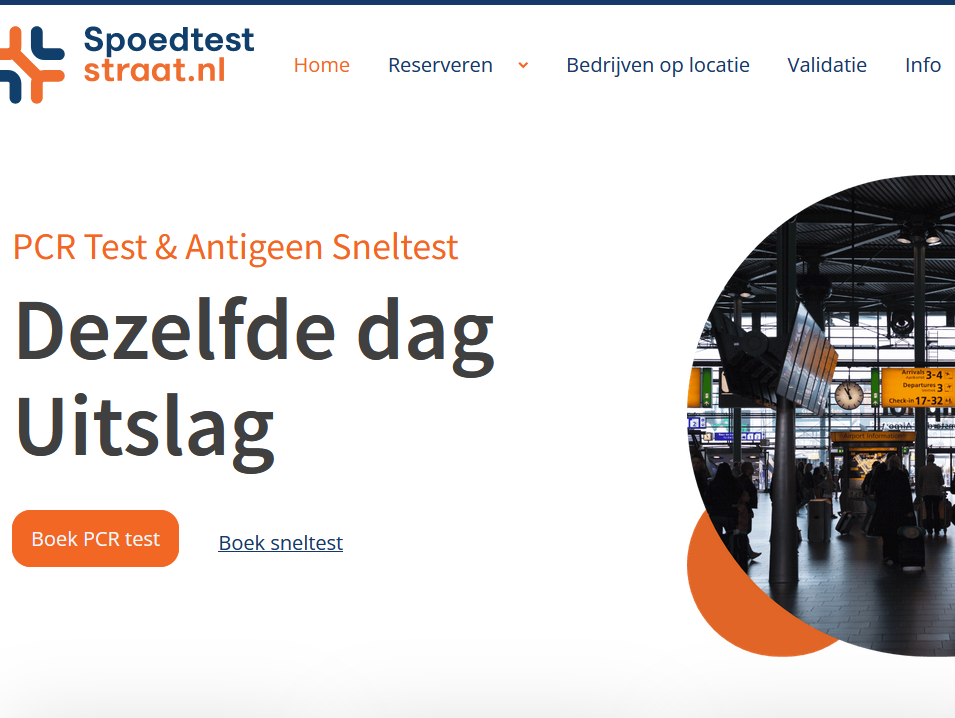 Spoedtest
straat.nl
Home Reserveren Bedrijven op locatie Validatie Info
PCR Test & Antigeen Sneltest
Dezelfde dag
Uitslag
Boek PCR test Boek sneltest
Arrivals 3-4
Departures 3
Check-in 17-32
Airport Information